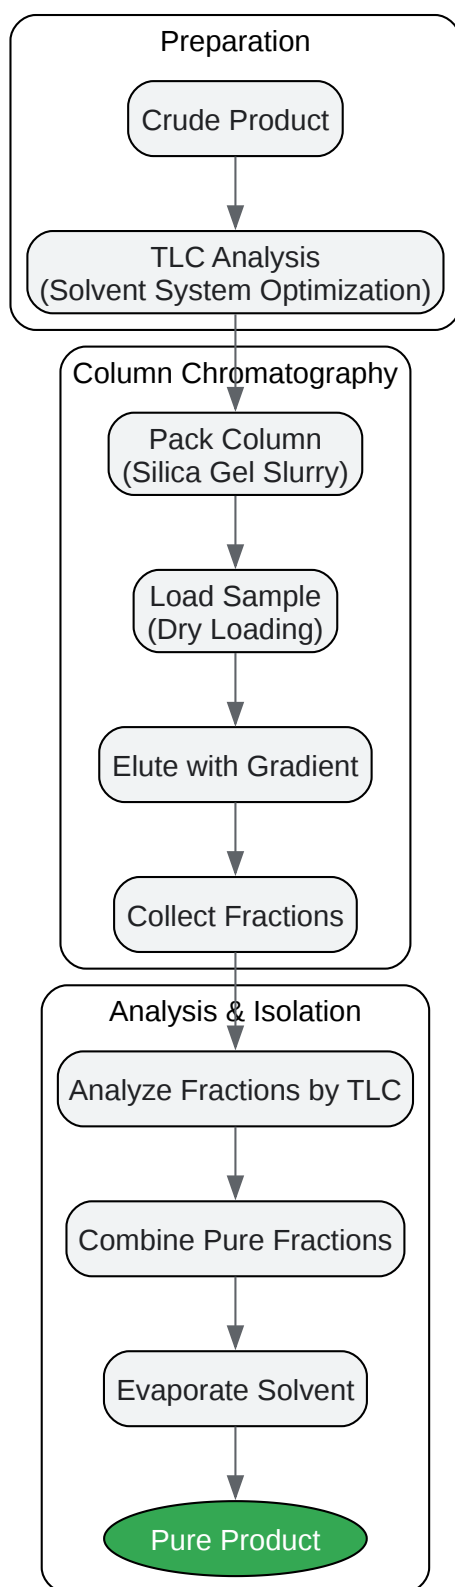 Preparation
Crude Product
TLC Analysis
(Solvent System Optimization)
Column Chromatography
Pack Column
(Silica Gel Slurry)
Load Sample
(Dry Loading)
Elute with Gradient
Collect Fractions
Analysis & Isolation
Analyze Fractions by TLC
Combine Pure Fractions
Evaporate Solvent
Pure Product